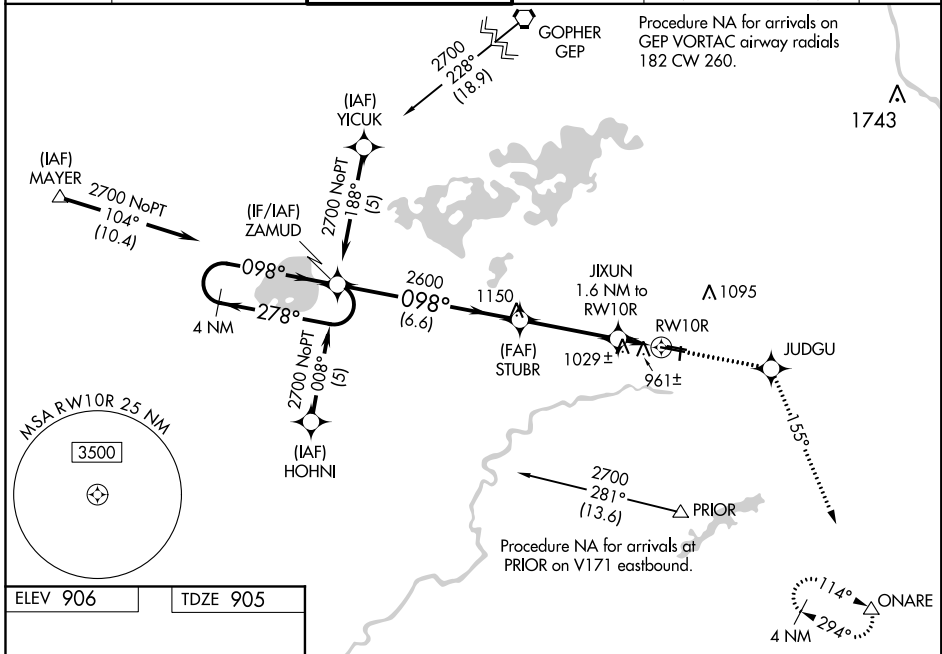 GOPHER
GEP
Procedure NA for arrivals on
GEP VORTAC airway radials
182 CW 260.
2700
228°
(18.9)
1743
(IAF)
YICUK
(IAF)
MAYER
2700 NoPT
104°
(10.4)
2700 NoPT
188°
(5)
(IF/IAF)
ZAMUD
098°
278°
4 NM
2600
098°
(6.6)
1150
(FAF)
STUBR
JIXUN
1.6 NM to
RW10R
1095
RW10R
1029±
961±
JUDGU
155°
2700 NoPT
008°
(5)
(IAF)
HOHNI
MSA RW10R 25 NM
3500
2700
281°
(13.6)
PRIOR
Procedure NA for arrivals at
PRIOR on V171 eastbound.
114°
294°
4 NM
ONARE
ELEV 906
TDZE 905